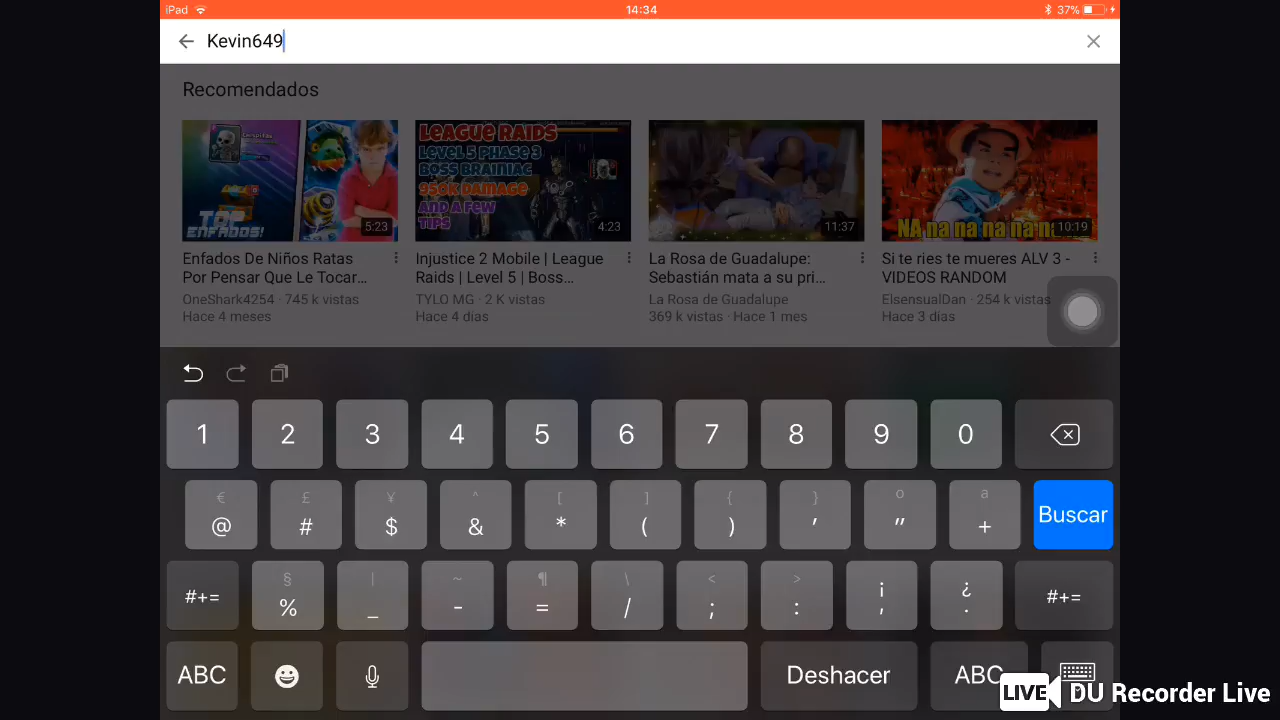 iPad 14:34 37%
Kevin649
Recomendados
TOP
ENFADOS!
5:23
LEAGUE RAIDS
LEVEL 5 PHASE 3
BOSS BRAINIAC
950K DAMAGE
AND A FEW
TIPS
4:23
11:37
NA na na na na n
10:19
Enfados De Niños Ratas
Por Pensar Que Le Tocar…
OneShark4254 · 745 k vistas
Hace 4 meses
Injustice 2 Mobile | League
Raids | Level 5 | Boss…
TYLO MG · 2 K vistas
Hace 4 días
La Rosa de Guadalupe:
Sebastián mata a su pri…
La Rosa de Guadalupe
369 k vistas · Hace 1 mes
Si te ries te mueres ALV 3 -
VIDEOS RANDOM
ElsensualDan · 254 k vistas
Hace 3 días
1 2 3 4 5 6 7 8 9 0
€ £ ¥ ^ [ ] { } º ª
@ # $ & * ( ) ' " + Buscar
§ | ~ ¶ \ < > ¡ ¿
#+= % _ - = / ; : , . #+=
ABC Deshacer ABC
LIVE DU Recorder Live